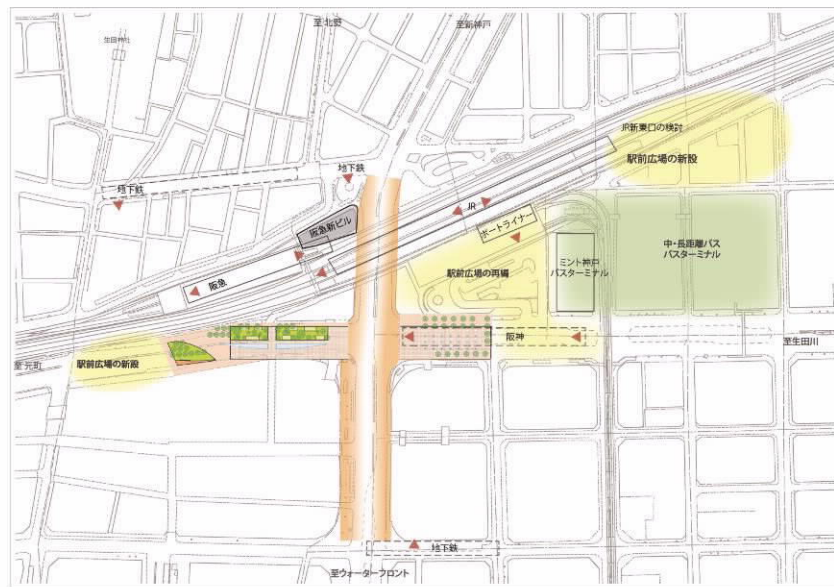 至北野
至新神戸
生田神社
JR新東口の検討
駅前広場の新設
地下鉄
地下鉄
JR
阪急新ビル
ポートライナー
中・長距離バス
バスターミナル
ミント神戸
バスターミナル
駅前広場の再編
阪急
阪神
至生田川
至 元町
駅前広場の新設
地下鉄
至ウォーターフロント